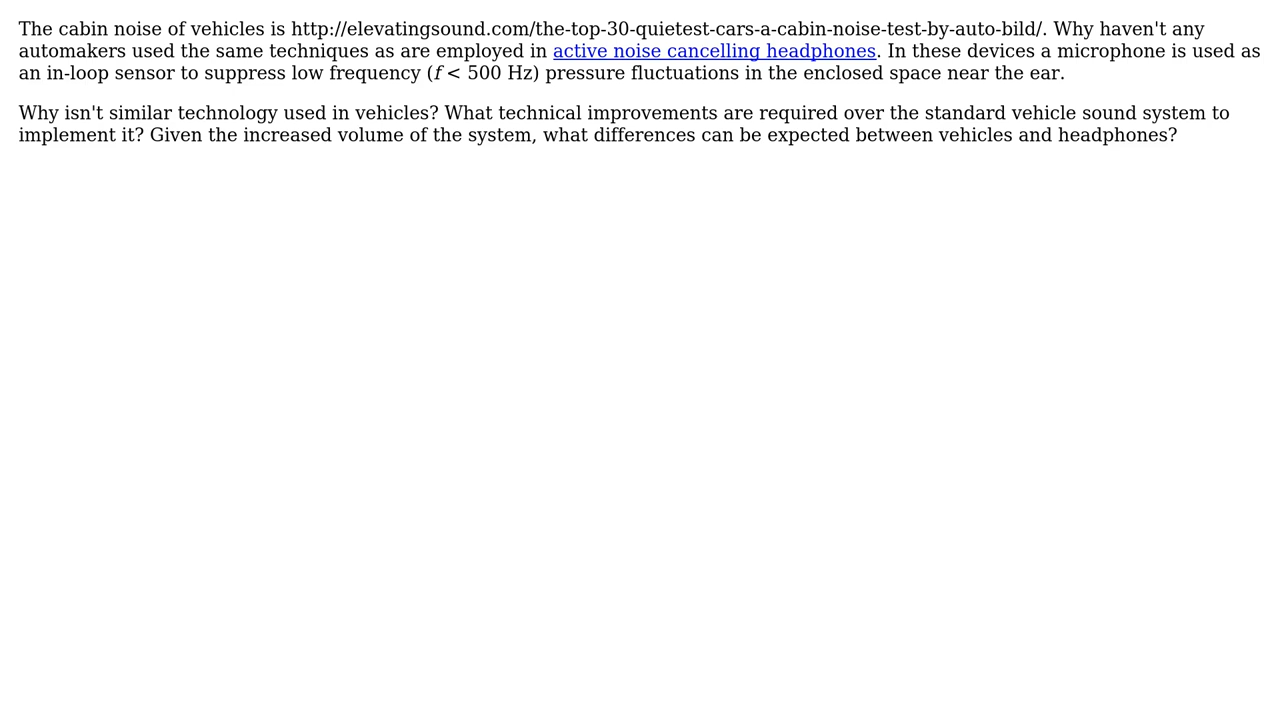 The cabin noise of vehicles is http://elevatingsound.com/the-top-30-quietest-cars-a-cabin-noise-test-by-auto-bild/. Why haven't any
automakers used the same techniques as are employed in active noise cancelling headphones. In these devices a microphone is used as
an in-loop sensor to suppress low frequency (f < 500 Hz) pressure fluctuations in the enclosed space near the ear.
Why isn't similar technology used in vehicles? What technical improvements are required over the standard vehicle sound system to
implement it? Given the increased volume of the system, what differences can be expected between vehicles and headphones?